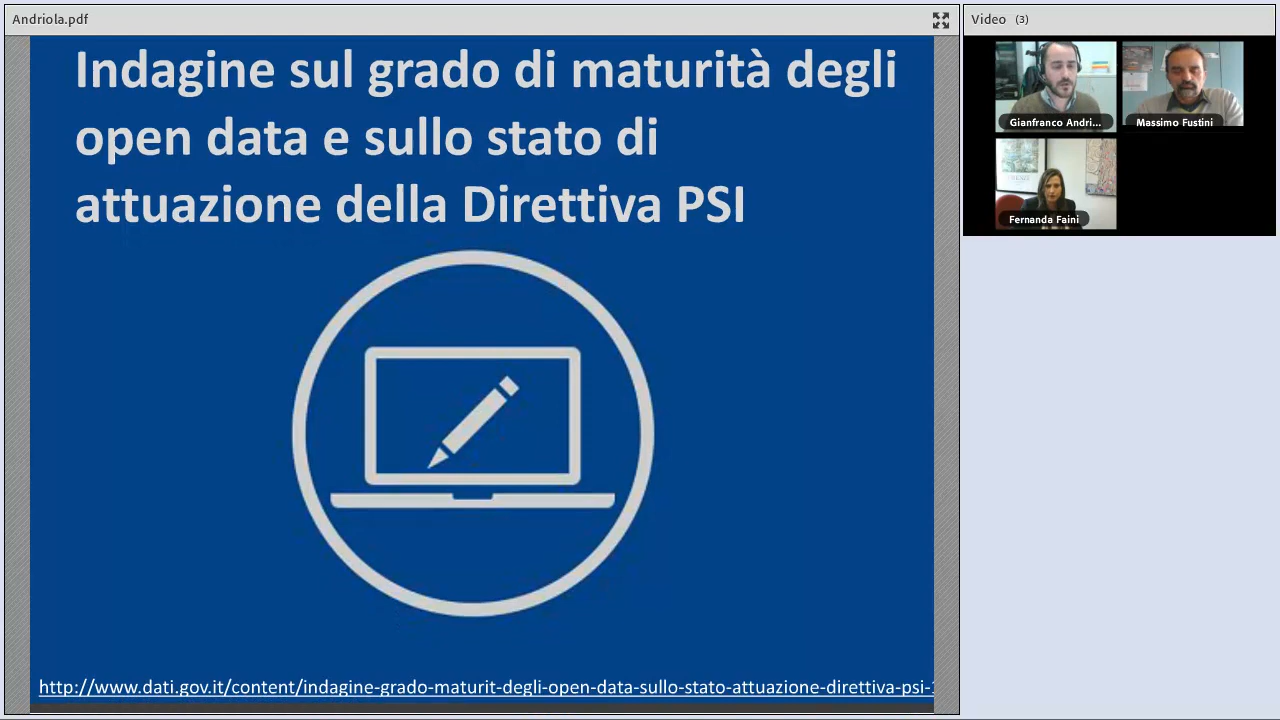 Andriola.pdf
Indagine sul grado di maturità degli
open data e sullo stato di
attuazione della Direttiva PSI
http://www.dati.gov.it/content/indagine-grado-maturit-degli-open-data-sullo-stato-attuazione-direttiva-psi-
Video (3)
Gianfranco Andri...
Massimo Fustini
Fernanda Faini